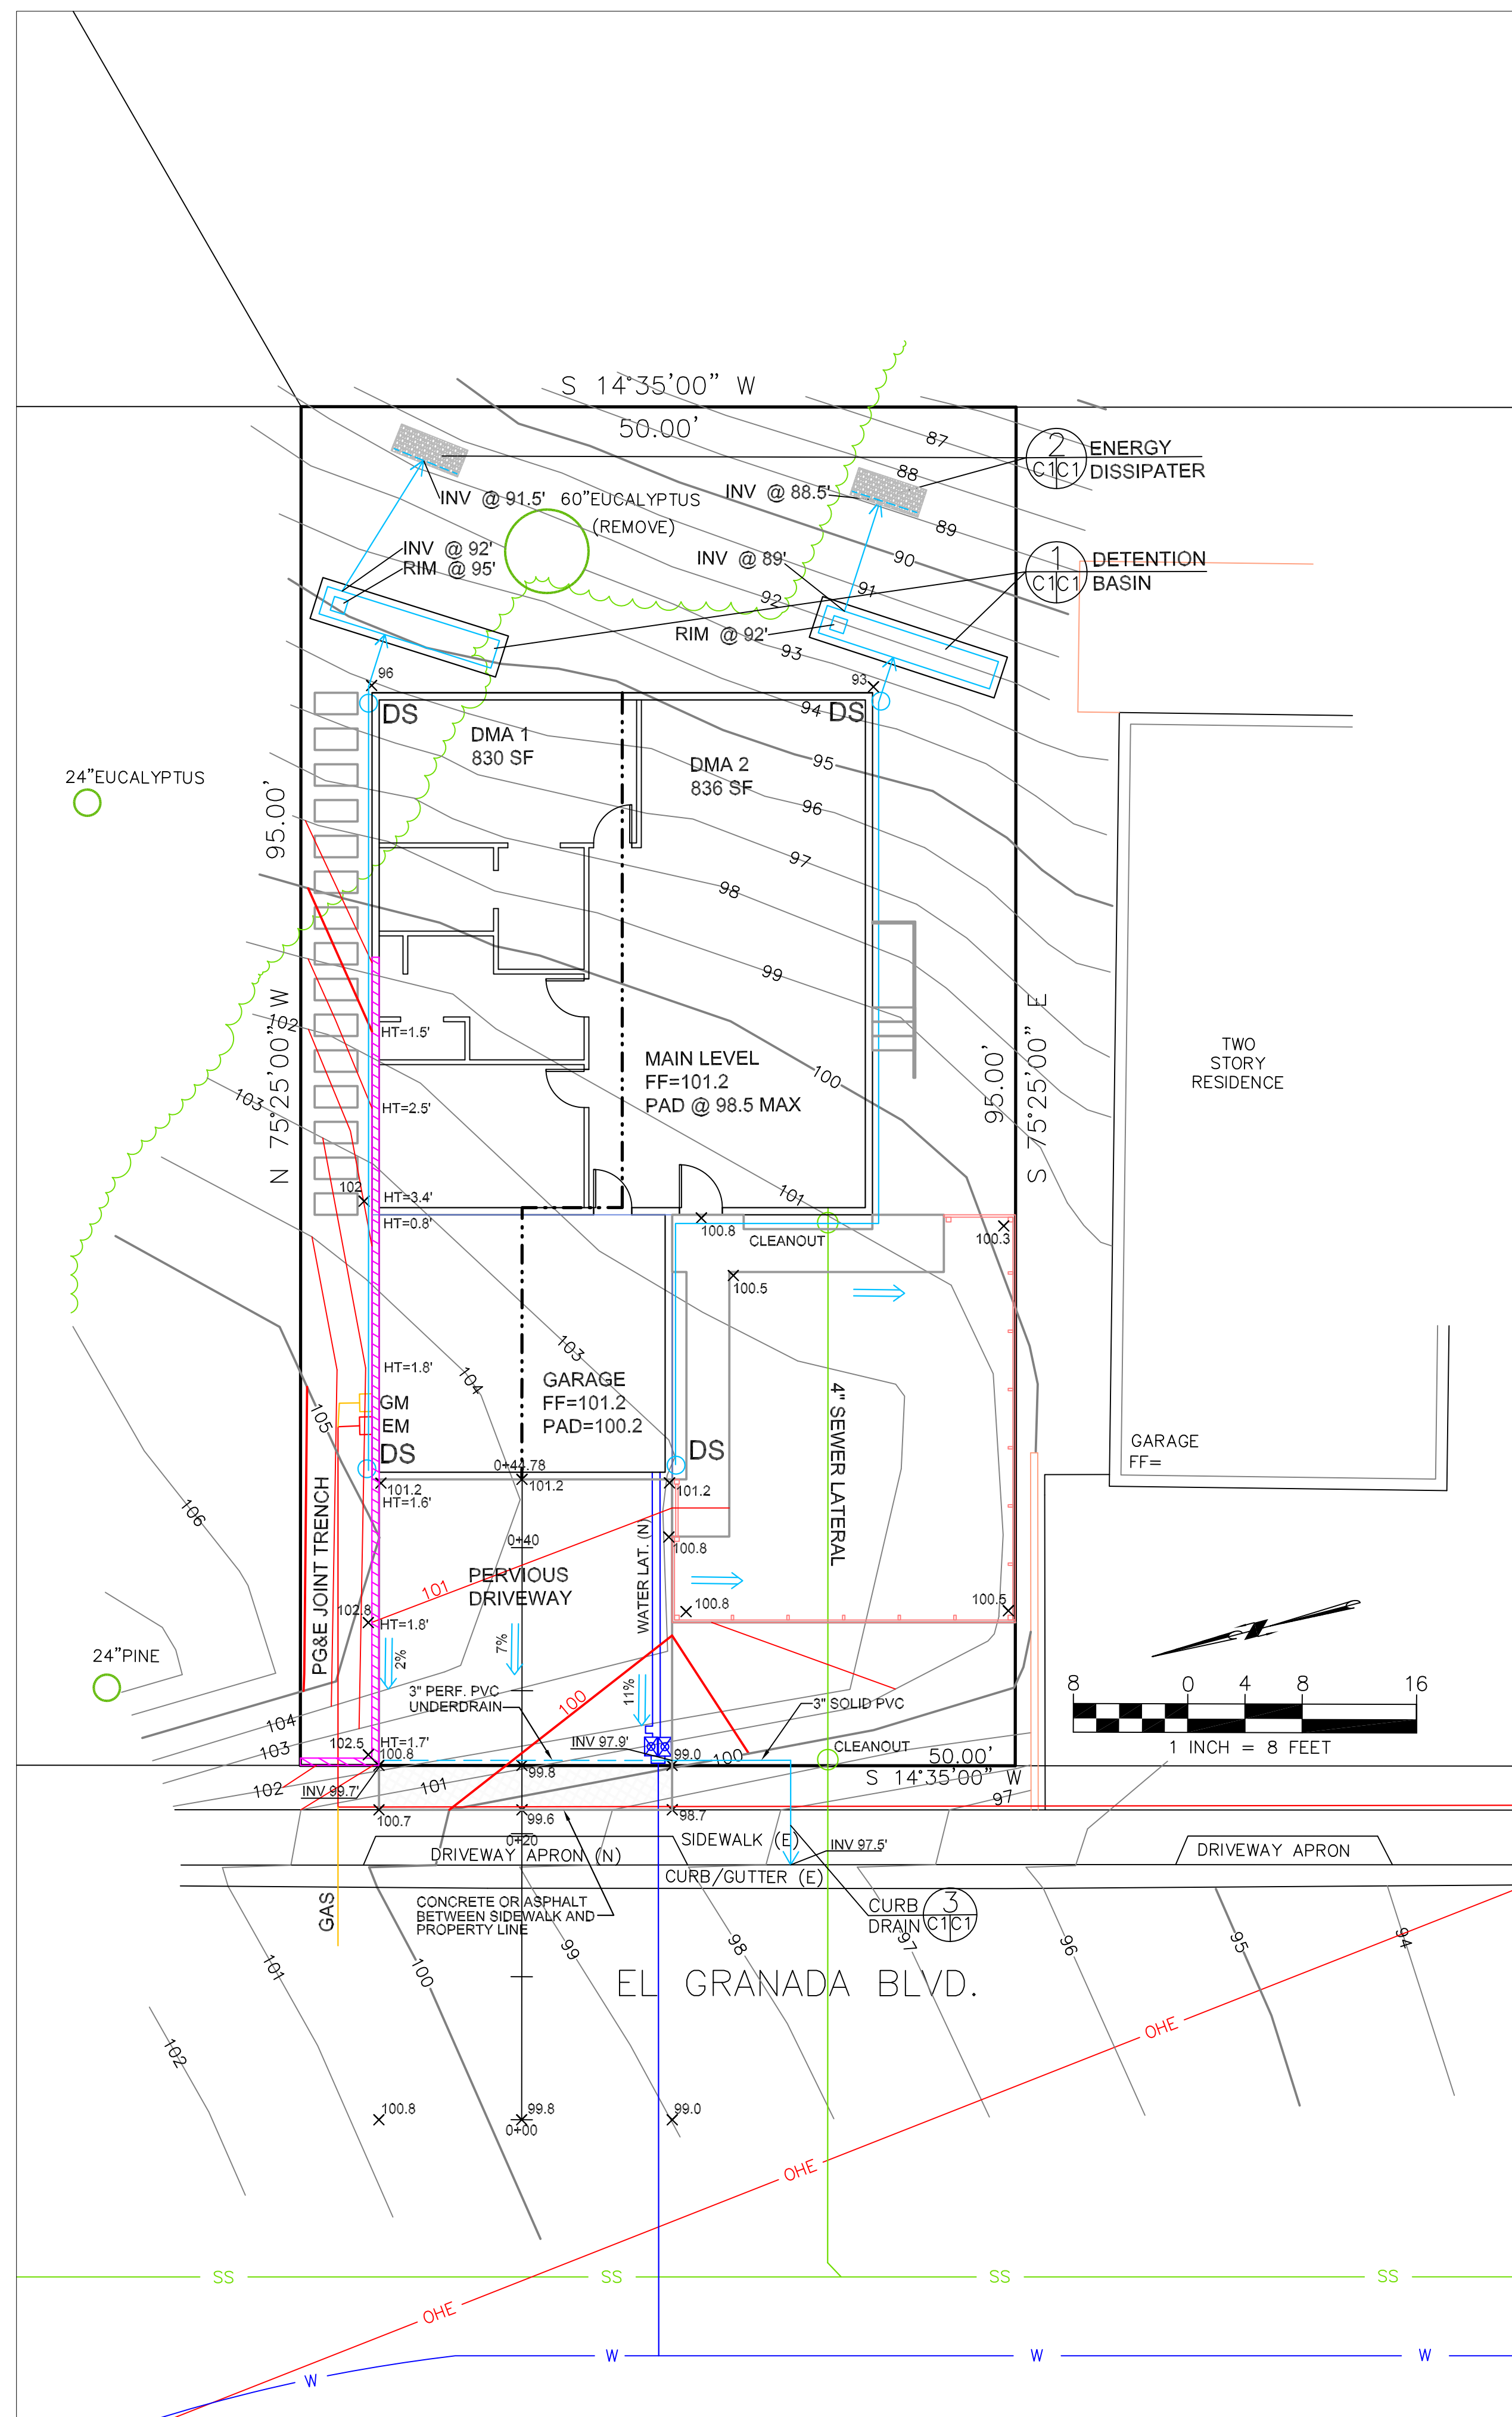 S 14°35'00" W
50.00'
87
2
C1 C1
ENERGY
DISSIPATER
88
INV @ 91.5'
60"EUCALYPTUS
(REMOVE)
INV @ 88.5'
89
90
INV @ 92'
RIM @ 95'
INV @ 89'
1
C1 C1
DETENTION
BASIN
91
92
RIM @ 92'
93
96
93
DS
DS
94
DMA 1
830 SF
DMA 2
836 SF
95
24"EUCALYPTUS
95.00'
96
97
98
99
N 75°25'00" W
102
HT=1.5'
MAIN LEVEL
FF=101.2
PAD @ 98.5 MAX
100
95.00'
S 75°25'00" E
TWO
STORY
RESIDENCE
103
HT=2.5'
102
HT=3.4'
HT=0.8'
101
100.8
CLEANOUT
100.3
100.5
103
HT=1.8'
104
GARAGE
FF=101.2
PAD=100.2
4" SEWER LATERAL
105
GM
EM
DS
DS
GARAGE
FF=
0+44.78
101.2
101.2
101.2
HT=1.6'
106
PG&E JOINT TRENCH
0+40
100.8
WATER LAT. (N)
101
PERVIOUS
DRIVEWAY
102.8
HT=1.8'
100.8
100.5
24"PINE
2%
7%
11%
8 0 4 8 16
1 INCH = 8 FEET
3" PERF. PVC
UNDERDRAIN
100
3" SOLID PVC
104
103
102
102.5
HT=1.7'
100.8
INV 97.9'
99.0
100
CLEANOUT
50.00'
S 14°35'00" W
INV 99.7'
101
99.8
97
100.7
99.6
98.7
0+20
SIDEWALK (E)
INV 97.5'
DRIVEWAY APRON (N)
DRIVEWAY APRON
CURB/GUTTER (E)
GAS
CONCRETE OR ASPHALT
BETWEEN SIDEWALK AND
PROPERTY LINE
CURB
DRAIN
3
C1 C1
101
100
99
98
97
96
95
94
EL GRANADA BLVD.
OHE
102
100.8
99.8
99.0
0+00
OHE
SS
SS
SS
SS
OHE
W
W
W
W